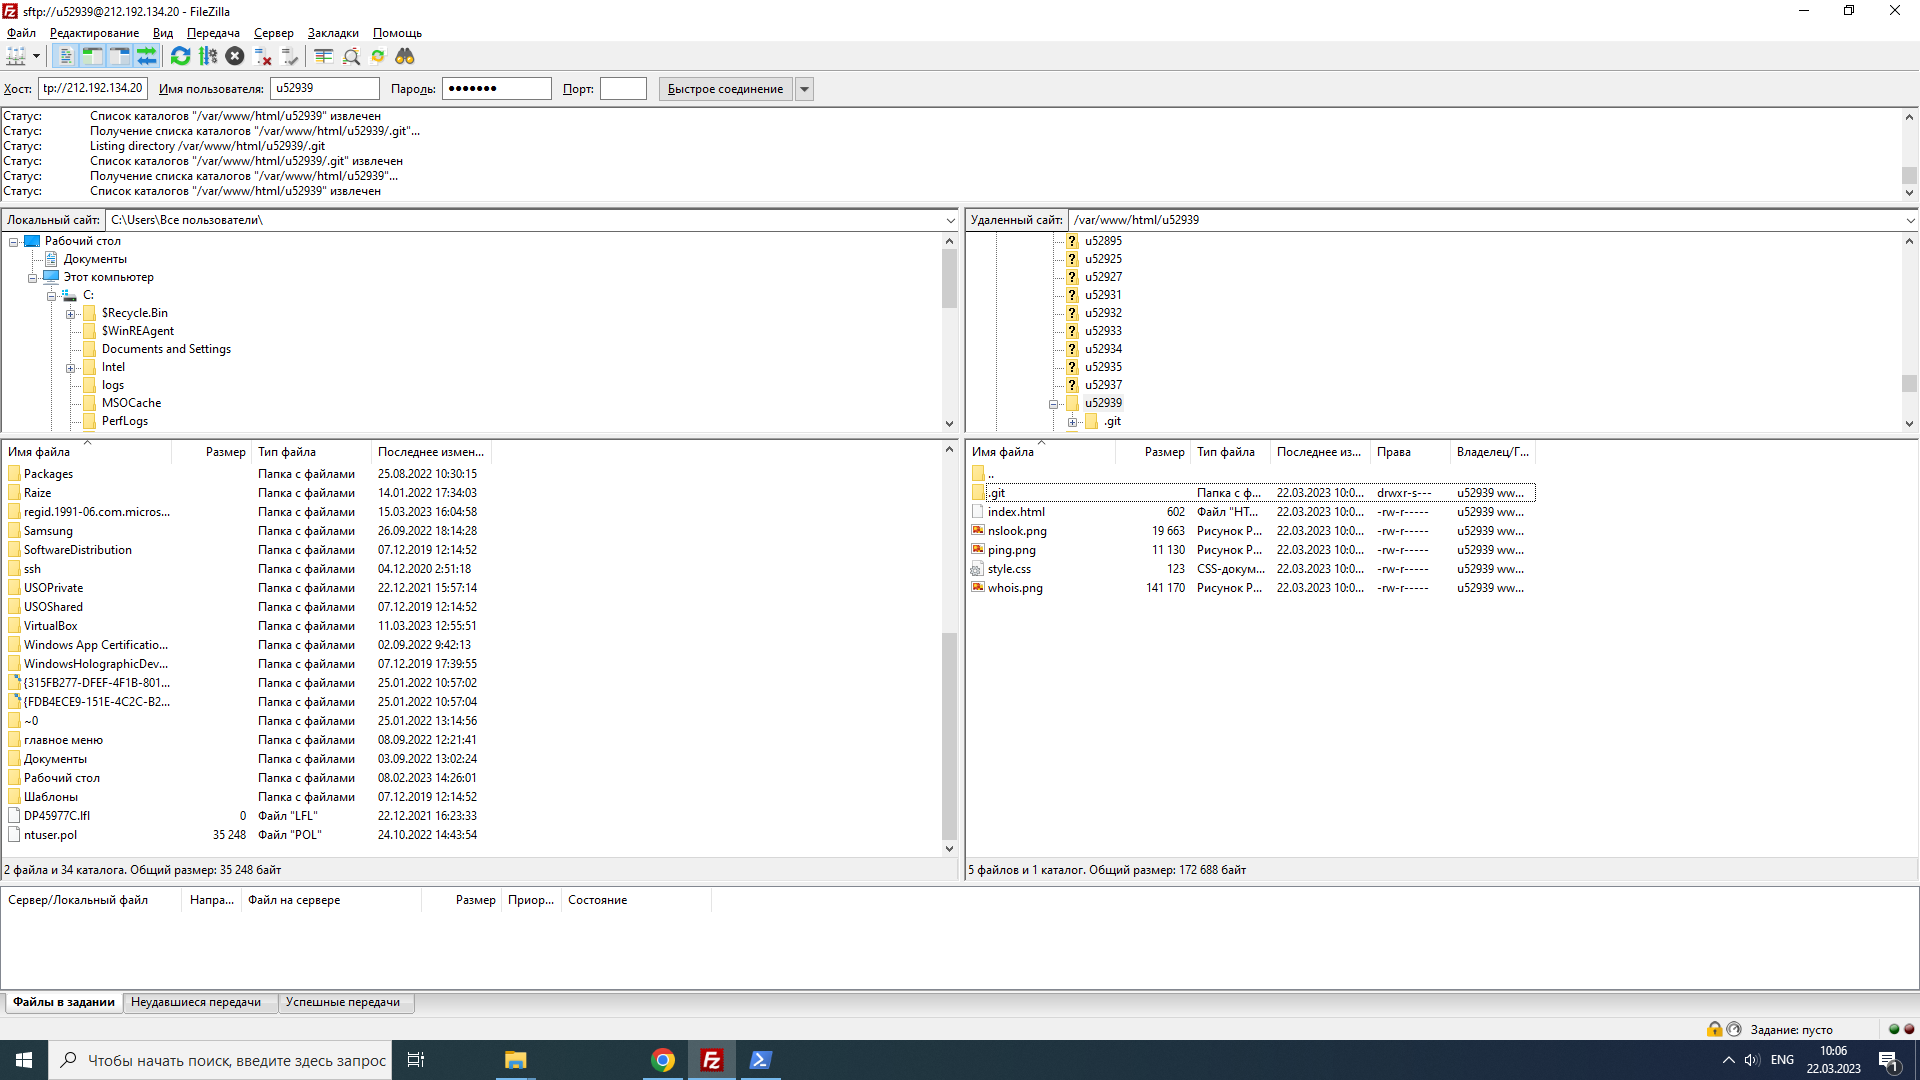 sftp://u52939@212.192.134.20 - FileZilla
Файл Редактирование Вид Передача Сервер Закладки Помощь
Хост: tp://212.192.134.20 Имя пользователя: u52939 Пароль: ●●●●●●● Порт: Быстрое соединение
Статус: Список каталогов "/var/www/html/u52939" извлечен
Статус: Получение списка каталогов "/var/www/html/u52939/.git"...
Статус: Listing directory /var/www/html/u52939/.git
Статус: Список каталогов "/var/www/html/u52939/.git" извлечен
Статус: Получение списка каталогов "/var/www/html/u52939"...
Статус: Список каталогов "/var/www/html/u52939" извлечен
Локальный сайт: C:\Users\Все пользователи\
Рабочий стол
Документы
Этот компьютер
C:
$Recycle.Bin
$WinREAgent
Documents and Settings
Intel
logs
MSOCache
PerfLogs
Удаленный сайт: /var/www/html/u52939
u52895
u52925
u52927
u52931
u52932
u52933
u52934
u52935
u52937
u52939
.git
Имя файла Размер Тип файла Последнее измен...
Packages Папка с файлами 25.08.2022 10:30:15
Raize Папка с файлами 14.01.2022 17:34:03
regid.1991-06.com.micros... Папка с файлами 15.03.2023 16:04:58
Samsung Папка с файлами 26.09.2022 18:14:28
SoftwareDistribution Папка с файлами 07.12.2019 12:14:52
ssh Папка с файлами 04.12.2020 2:51:18
USOPrivate Папка с файлами 22.12.2021 15:57:14
USOShared Папка с файлами 07.12.2019 12:14:52
VirtualBox Папка с файлами 11.03.2023 12:55:51
Windows App Certificatio... Папка с файлами 02.09.2022 9:42:13
WindowsHolographicDev... Папка с файлами 07.12.2019 17:39:55
{315FB277-DFEF-4F1B-801... Папка с файлами 25.01.2022 10:57:02
{FDB4ECE9-151E-4C2C-B2... Папка с файлами 25.01.2022 10:57:04
~0 Папка с файлами 25.01.2022 13:14:56
главное меню Папка с файлами 08.09.2022 12:21:41
Документы Папка с файлами 03.09.2022 13:02:24
Рабочий стол Папка с файлами 08.02.2023 14:26:01
Шаблоны Папка с файлами 07.12.2019 12:14:52
DP45977C.lfl 0 Файл "LFL" 22.12.2021 16:23:33
ntuser.pol 35 248 Файл "POL" 24.10.2022 14:43:54
2 файла и 34 каталога. Общий размер: 35 248 байт
Имя файла Размер Тип файла Последнее из... Права Владелец/Г...
..
.git Папка с ф... 22.03.2023 10:0... drwxr-s--- u52939 ww...
index.html 602 Файл "HT... 22.03.2023 10:0... -rw-r----- u52939 ww...
nslook.png 19 663 Рисунок P... 22.03.2023 10:0... -rw-r----- u52939 ww...
ping.png 11 130 Рисунок P... 22.03.2023 10:0... -rw-r----- u52939 ww...
style.css 123 CSS-докум... 22.03.2023 10:0... -rw-r----- u52939 ww...
whois.png 141 170 Рисунок P... 22.03.2023 10:0... -rw-r----- u52939 ww...
5 файлов и 1 каталог. Общий размер: 172 688 байт
Сервер/Локальный файл Напра... Файл на сервере Размер Приор... Состояние
Файлы в задании Неудавшиеся передачи Успешные передачи
Задание: пусто
Чтобы начать поиск, введите здесь запрос
ENG
10:06
22.03.2023
1